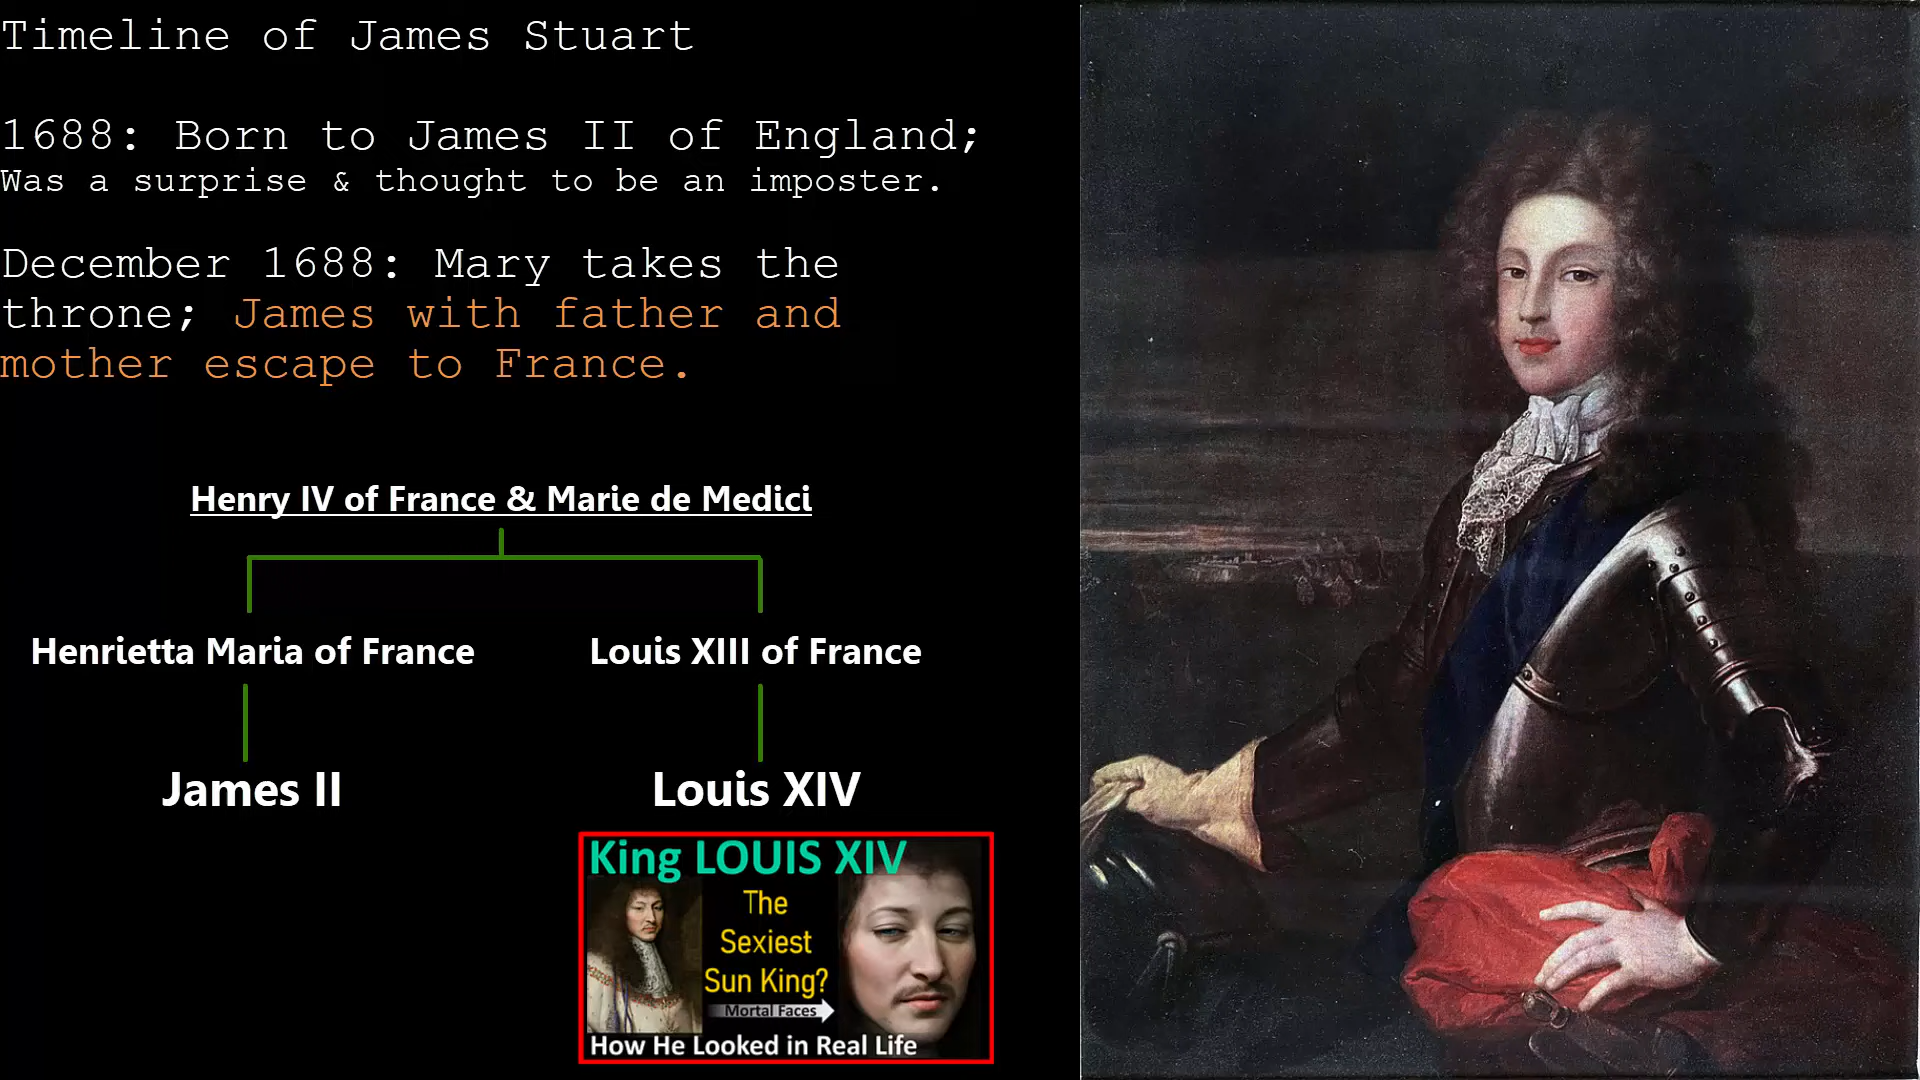 Timeline of James Stuart
1688: Born to James II of England;
Was a surprise & thought to be an imposter.
December 1688: Mary takes the
throne; James with father and
mother escape to France.
Henry IV of France & Marie de Medici
Henrietta Maria of France
Louis XIII of France
James II
Louis XIV
King LOUIS XIV
The
Sexiest
Sun King?
Mortal Faces
How He Looked in Real Life